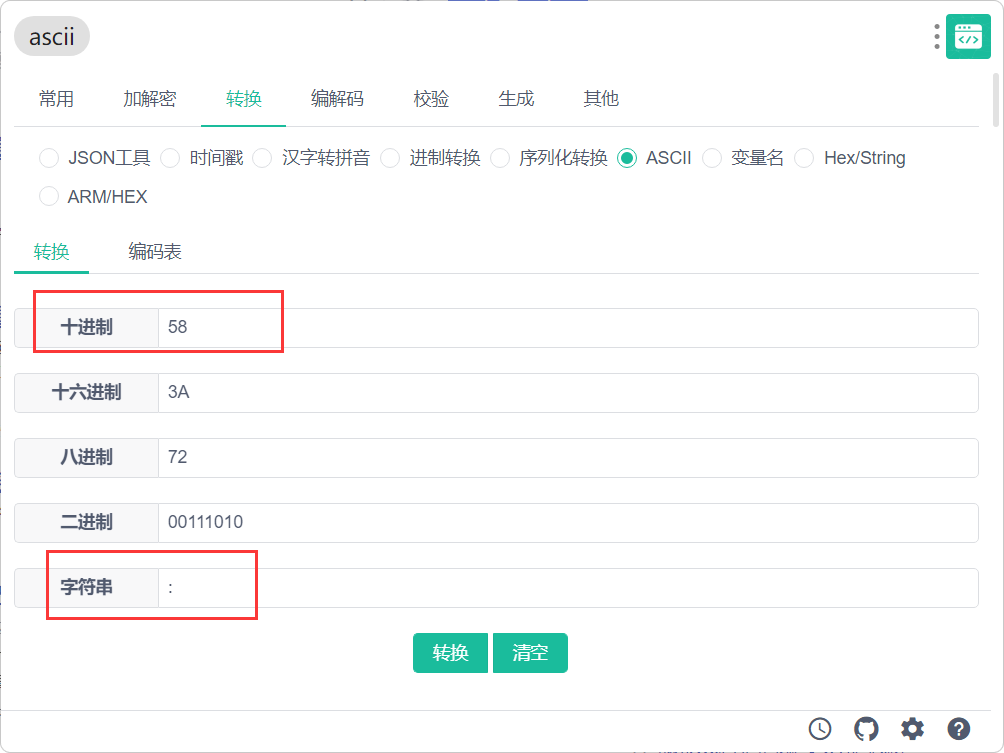 ascii
常用 加解密 转换 编解码 校验 生成 其他
JSON工具 时间戳 汉字转拼音 进制转换 序列化转换 ASCII 变量名 Hex/String
ARM/HEX
转换 编码表
十进制 58
十六进制 3A
八进制 72
二进制 00111010
字符串 :
转换 清空